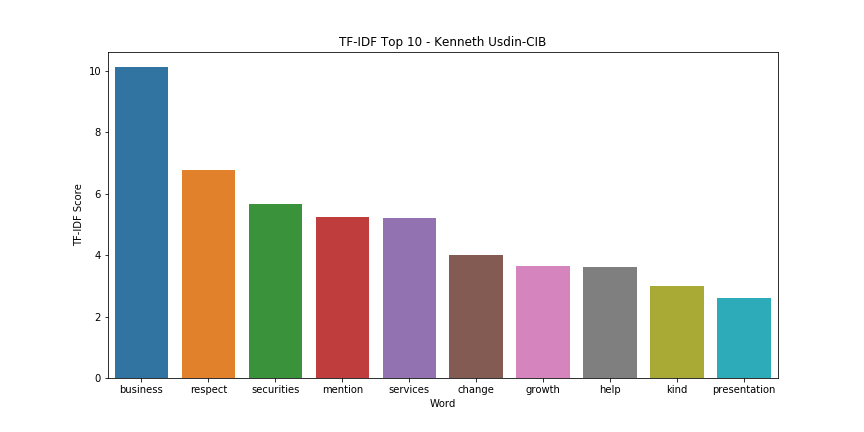 TF-IDF Top 10 - Kenneth Usdin-CIB
TF-IDF Score
10
8
6
4
2
0
business respect securities mention services change growth help kind presentation
Word